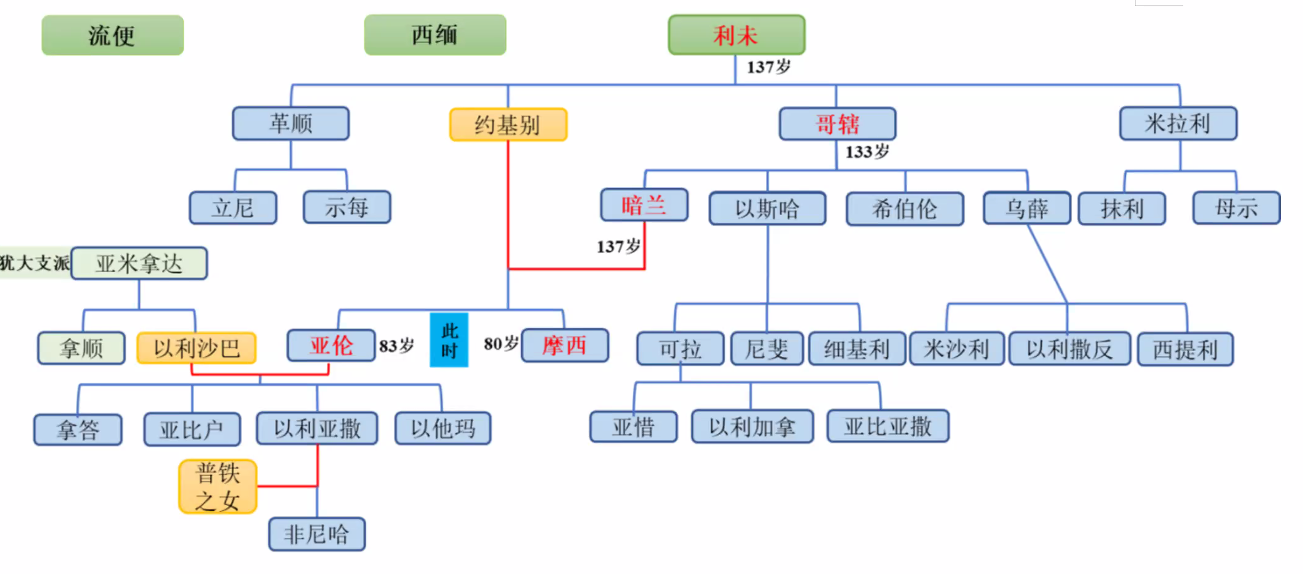 流便
西缅
利未
137岁
革顺
约基别
哥辖
米拉利
133岁
立尼
示每
暗兰
以斯哈
希伯伦
乌薛
抹利
母示
137岁
犹大支派
亚米拿达
拿顺
以利沙巴
亚伦
83岁
此
时
80岁
摩西
可拉
尼斐
细基利
米沙利
以利撒反
西提利
拿答
亚比户
以利亚撒
以他玛
亚惜
以利加拿
亚比亚撒
普铁
之女
非尼哈